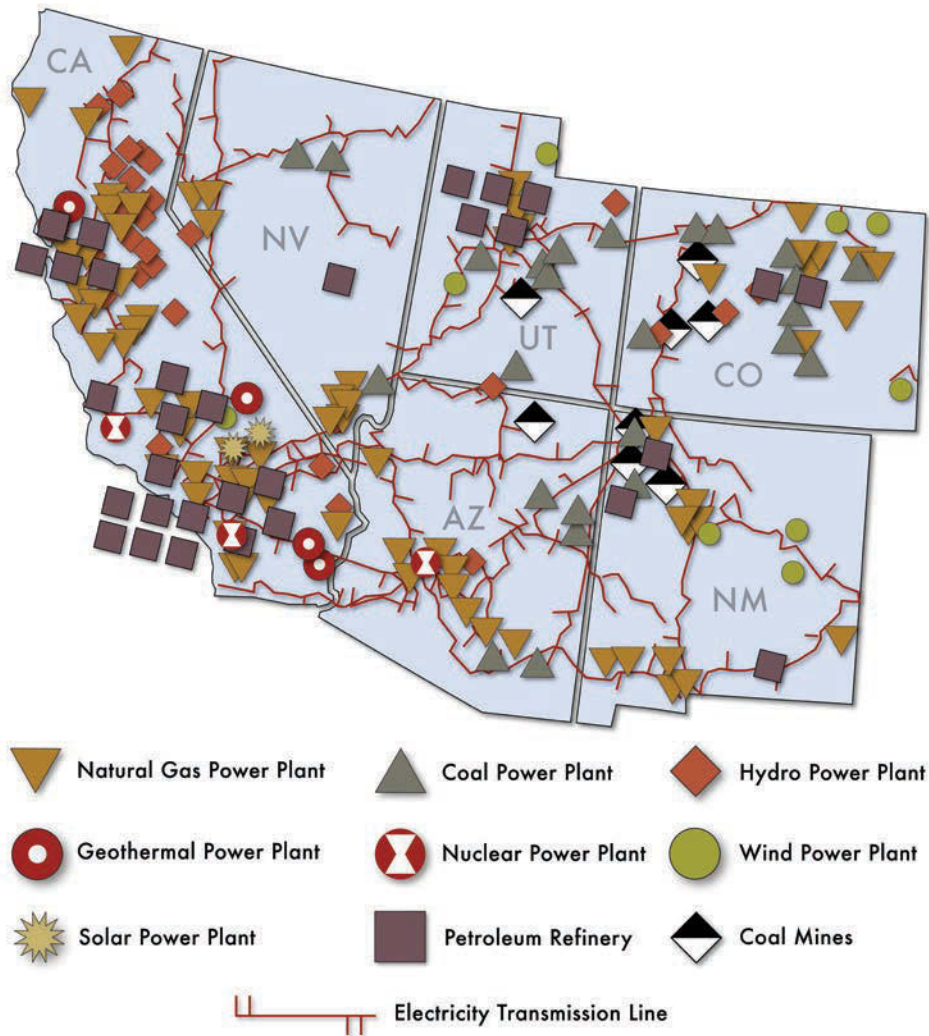 CA
NV
UT
CO
AZ
NM
Natural Gas Power Plant
Coal Power Plant
Hydro Power Plant
Geothermal Power Plant
Nuclear Power Plant
Wind Power Plant
Solar Power Plant
Petroleum Refinery
Coal Mines
Electricity Transmission Line